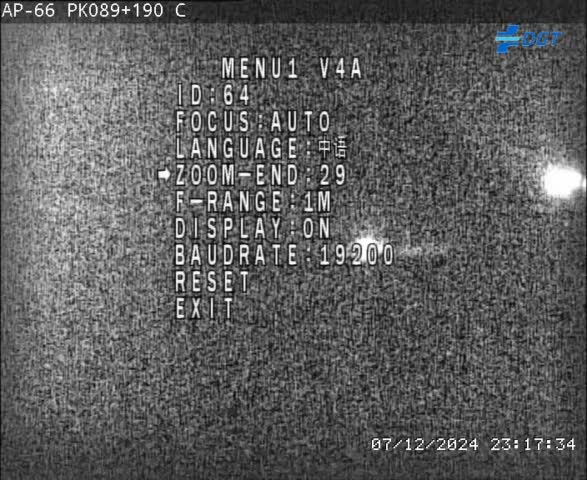 AP-66 PK089+190 C
DGT
MENU1 V4A
ID:64
FOCUS:AUTO
LANGUAGE:中语
ZOOM-END:29
F-RANGE:1M
DISPLAY:ON
BAUDRATE:19200
RESET
EXIT
07/12/2024 23:17:34